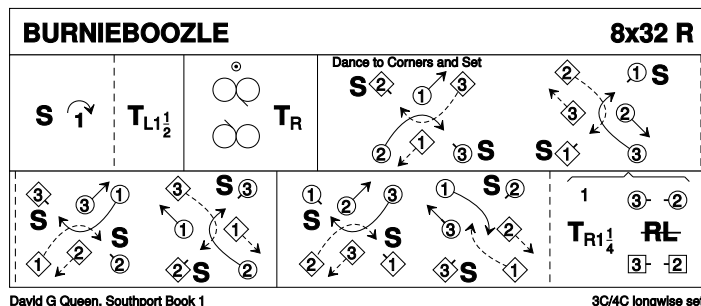 BURNIEBOOZLE 8x32 R
Dance to Corners and Set
S 1 TL1½ TR
S 2 1 3 2 1 3 S
2 1 S 3 2 S 1 3
3 S 3 1 1 2 S 2
3 S 3 1 1 2 S 2
1 S 2 3 2 3 S 1
1 S 2 3 2 3 S 1
1 3 2
TR1¼ RL
3 2
David G Queen, Southport Book 1 3C/4C longwise set